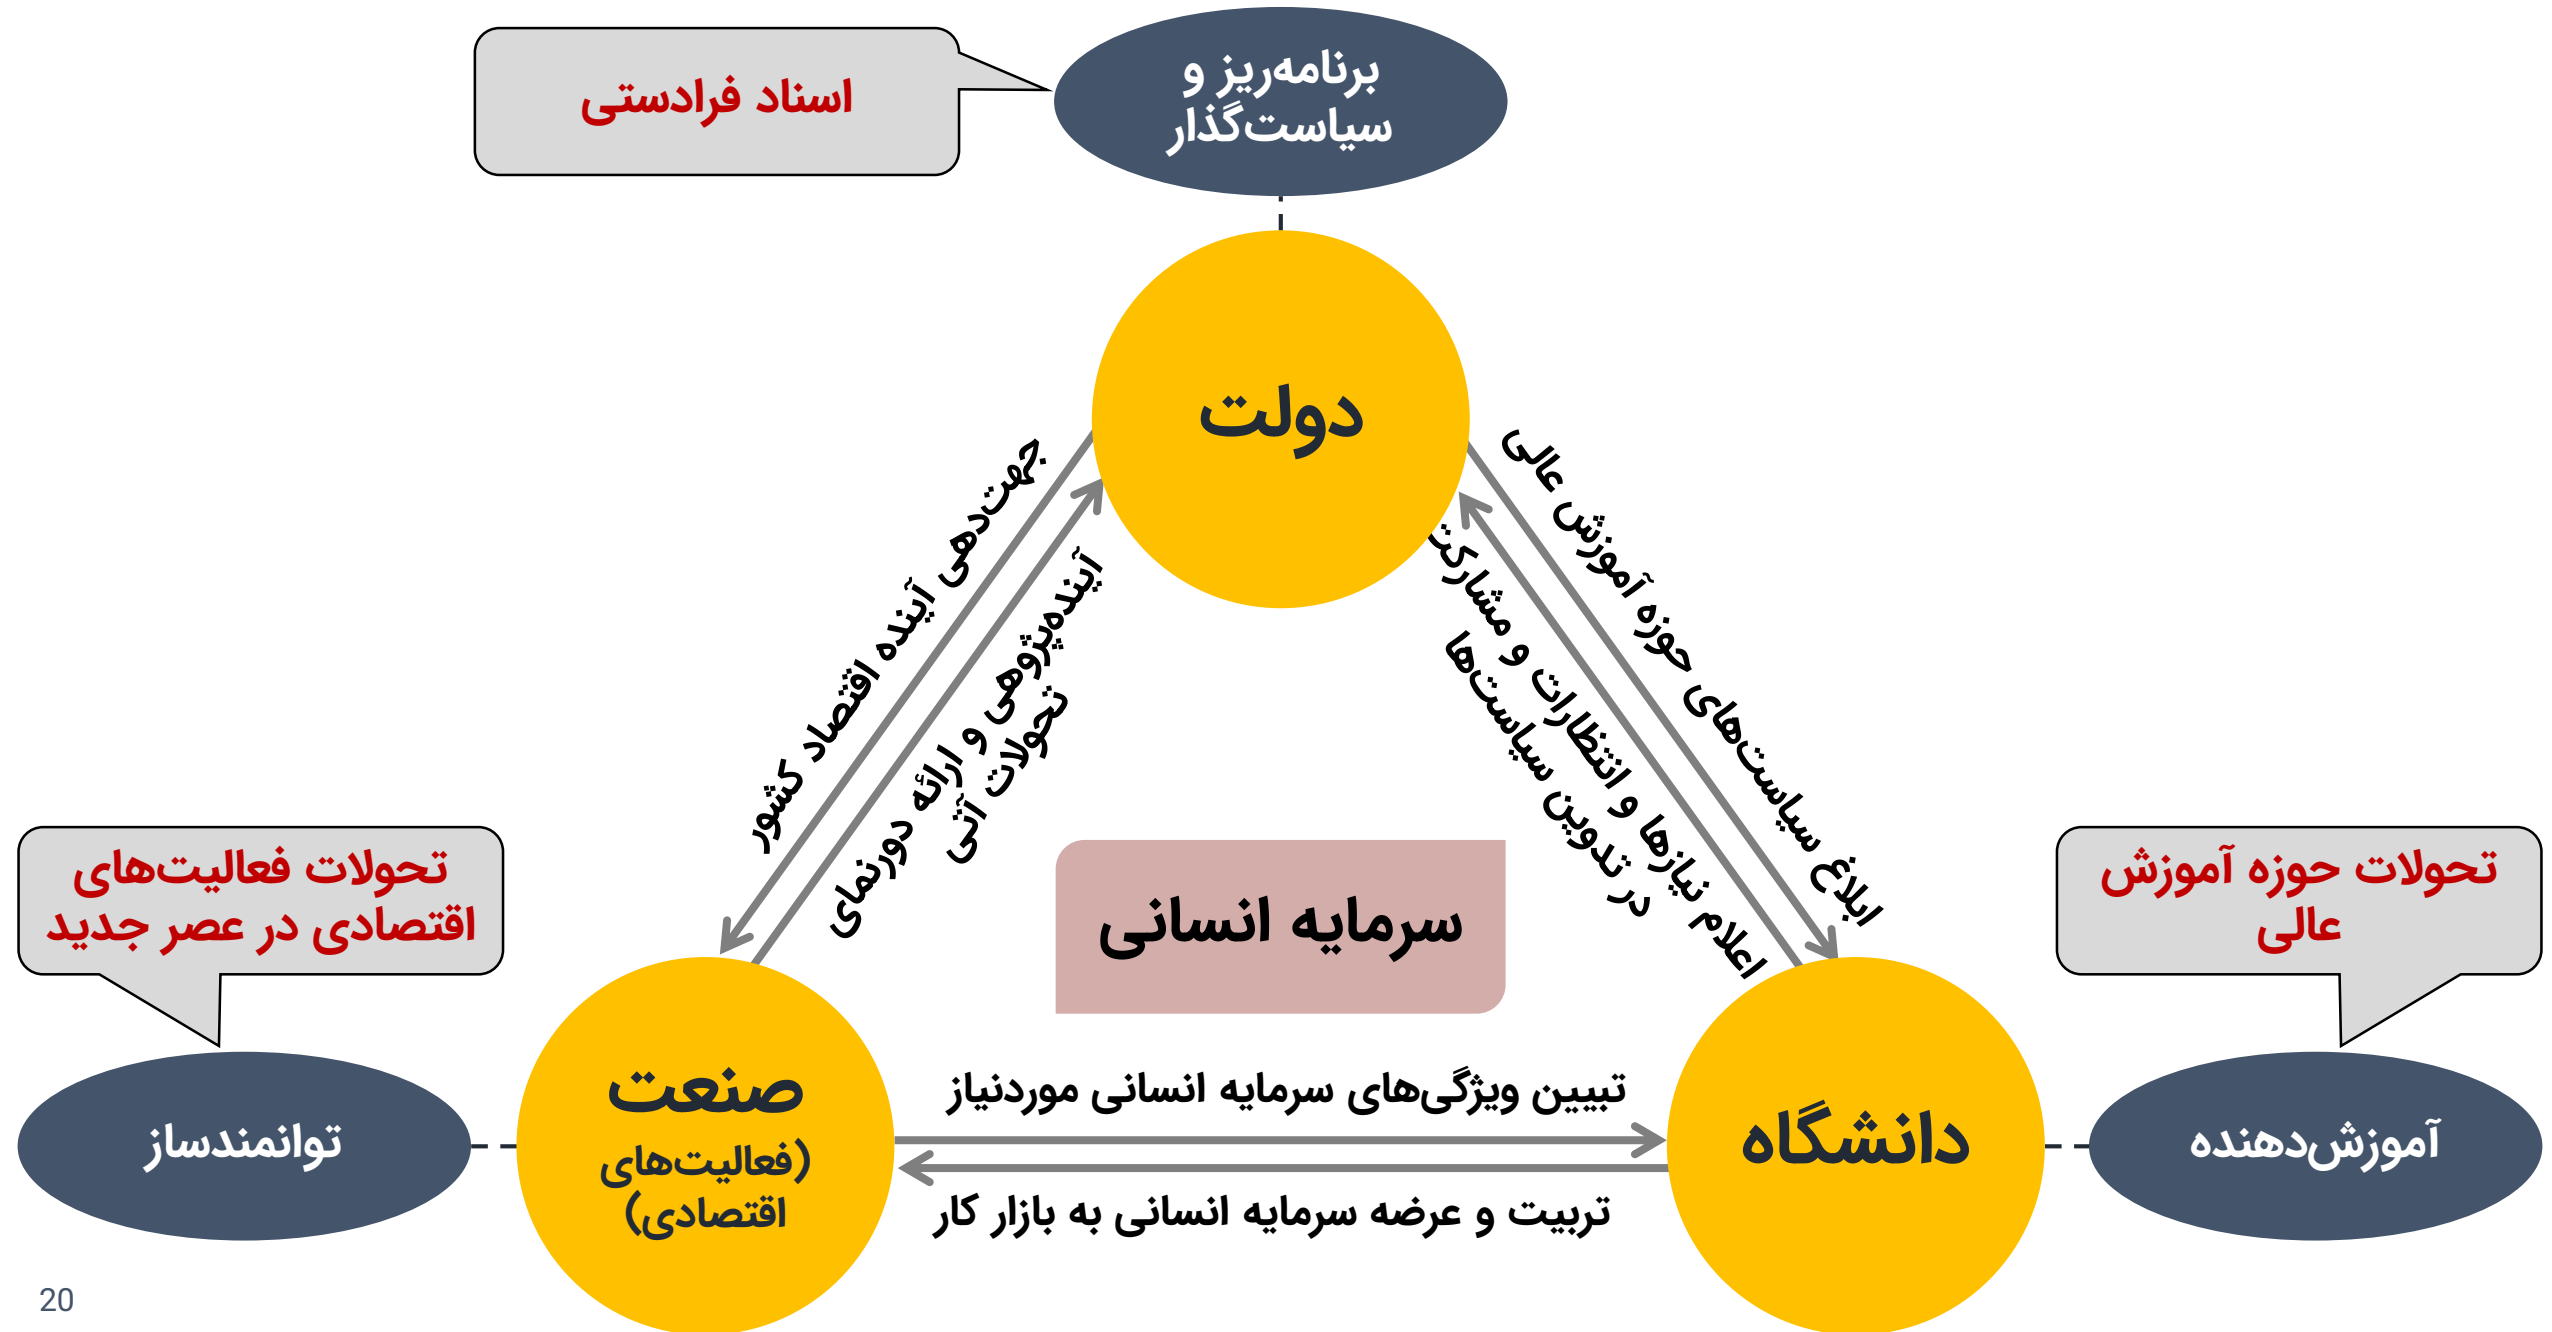 برنامه‌ریز و
سیاست‌گذار
اسناد فرادستی
دولت
ابلاغ سیاست‌های حوزه آموزش عالی
اعلام نیازها و انتظارات و مشارکت
در تدوین سیاست‌ها
جهت‌دهی آینده اقتصاد کشور
آینده‌پژوهی و ارائه دورنمای
تحولات آتی
تحولات حوزه آموزش
عالی
سرمایه انسانی
تحولات فعالیت‌های
اقتصادی در عصر جدید
آموزش‌دهنده
دانشگاه
تبیین ویژگی‌های سرمایه انسانی موردنیاز
تربیت و عرضه سرمایه انسانی به بازار کار
صنعت
(فعالیت‌های
اقتصادی)
توانمندساز
20